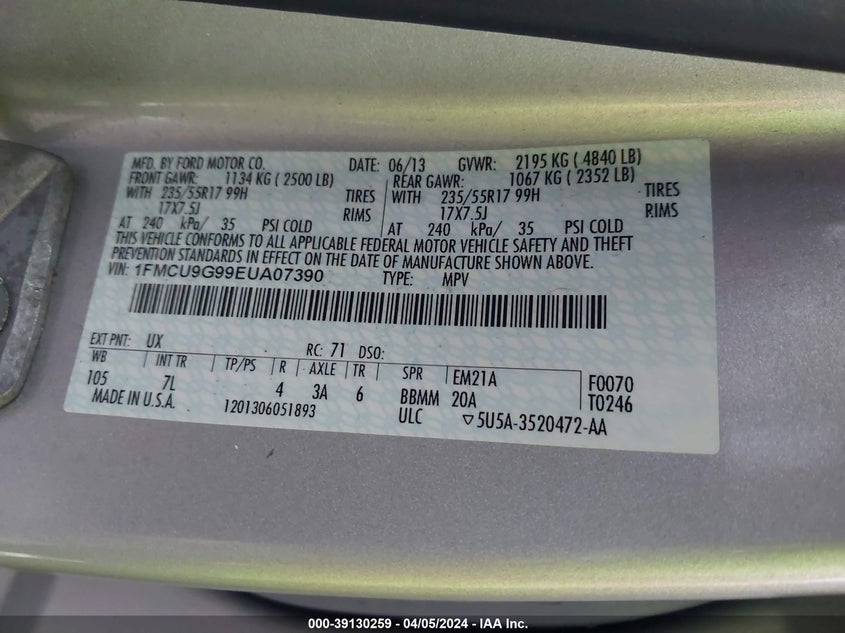 MFD. BY FORD MOTOR CO. DATE: 06/13 GVWR: 2195 KG ( 4840 LB)
FRONT GAWR: 1134 KG ( 2500 LB) REAR GAWR: 1067 KG ( 2352 LB)
WITH 235/55R17 99H TIRES WITH 235/55R17 99H TIRES
17X7.5J RIMS 17X7.5J RIMS
AT 240 kPa/ 35 PSI COLD AT 240 kPa/ 35 PSI COLD
THIS VEHICLE CONFORMS TO ALL APPLICABLE FEDERAL MOTOR VEHICLE SAFETY AND THEFT
PREVENTION STANDARDS IN EFFECT ON THE DATE OF MANUFACTURE SHOWN ABOVE.
VIN: 1FMCU9G99EUA07390 TYPE: MPV
EXT PNT: UX RC: 71 DSO:
WB INT TR TP/PS R AXLE TR SPR EM21A F0070
105 7L 4 3A 6 BBMM 20A T0246
MADE IN U.S.A. 1201306051893 ULC ▽5U5A-3520472-AA
000-39130259 - 04/05/2024 - IAA Inc.